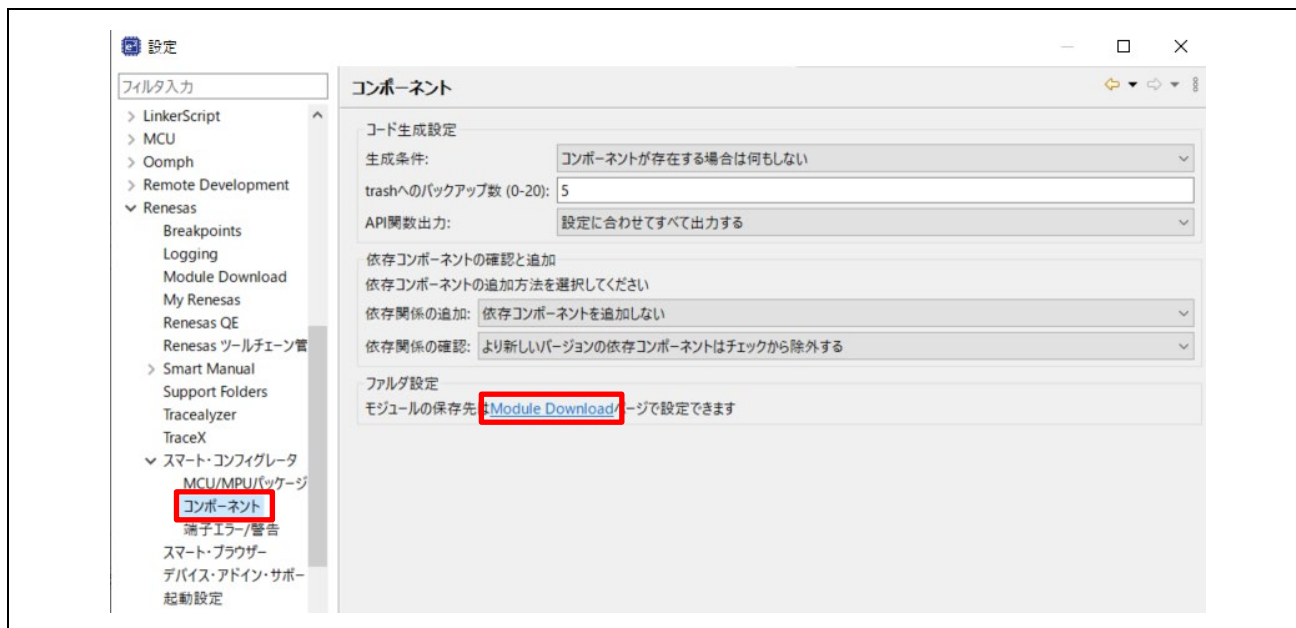 設定
フィルタ入力
LinkerScript
MCU
Oomph
Remote Development
Renesas
Breakpoints
Logging
Module Download
My Renesas
Renesas QE
Renesas ツールチェーン管
Smart Manual
Support Folders
Tracealyzer
TraceX
スマート・コンフィグレータ
MCU/MPUパッケージ
コンポーネント
端子エラー/警告
スマート・ブラウザー
デバイス・アドイン・サポー
起動設定
コンポーネント
コード生成設定
生成条件: コンポーネントが存在する場合は何もしない
trashへのバックアップ数 (0-20): 5
API関数出力: 設定に合わせてすべて出力する
依存コンポーネントの確認と追加
依存コンポーネントの追加方法を選択してください
依存関係の追加: 依存コンポーネントを追加しない
依存関係の確認: より新しいバージョンの依存コンポーネントはチェックから除外する
ファルダ設定
モジュールの保存先はModule Downloadページで設定できます